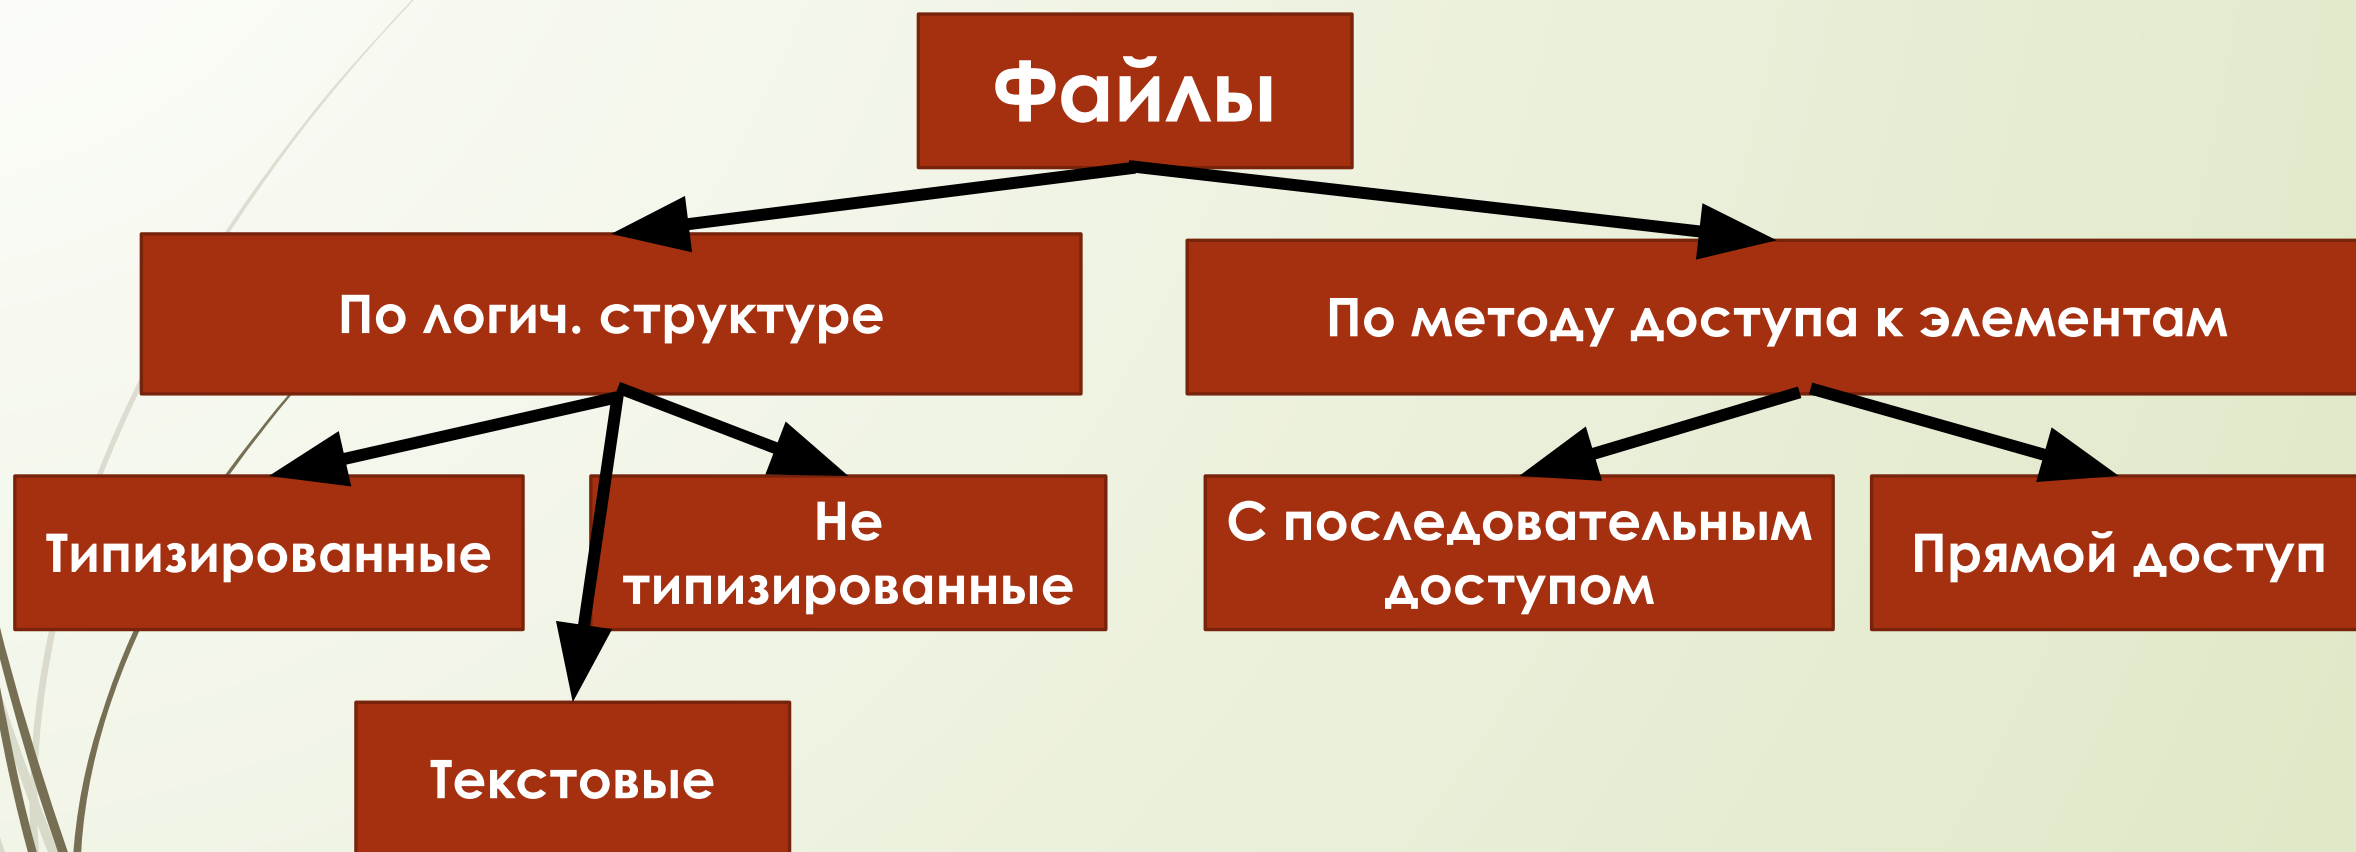 Файлы
По логич. структуре
По методу доступа к элементам
Типизированные
Не
типизированные
С последовательным
доступом
Прямой доступ
Текстовые